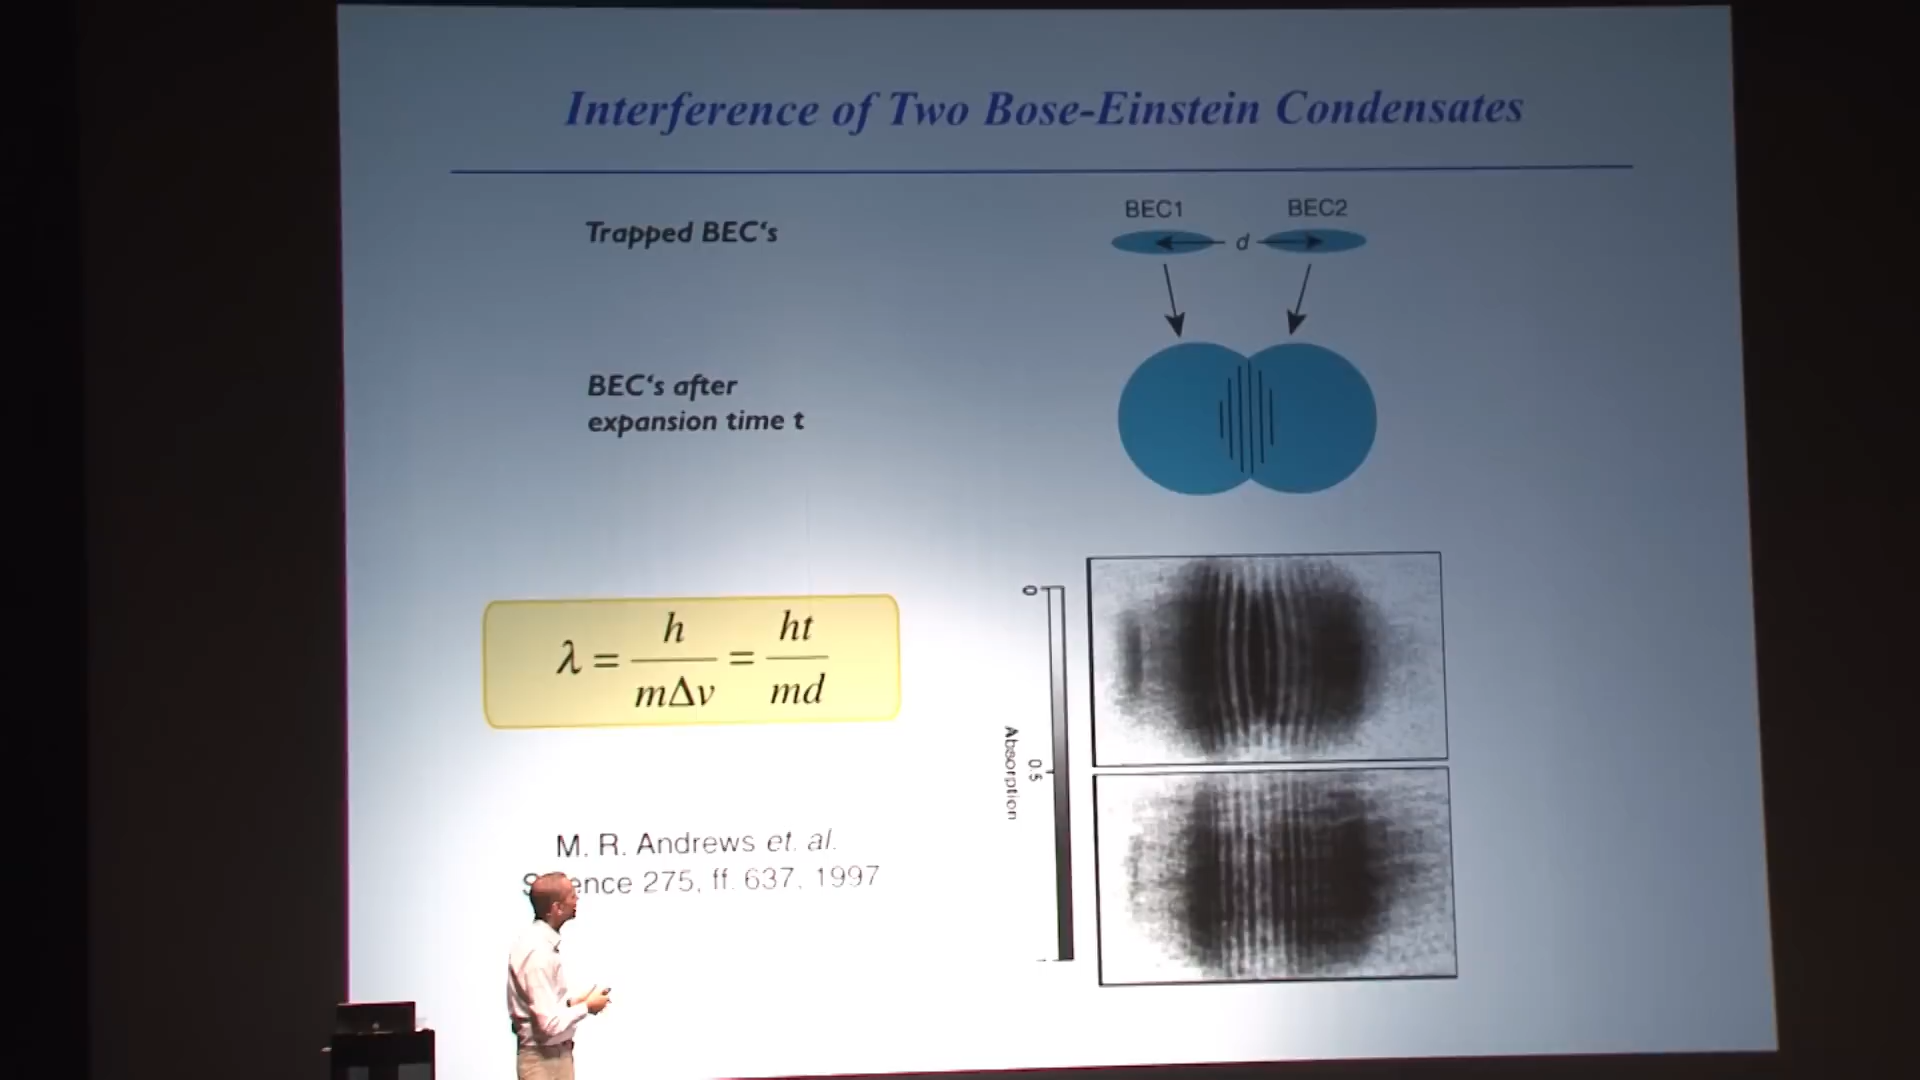 Interference of Two Bose-Einstein Condensates
Trapped BEC's
BEC1
BEC2
d
BEC's after
expansion time t
λ = h / mΔv = ht / md
0
0.5
Absorption
M. R. Andrews et. al.
ence 275, ff. 637, 1997